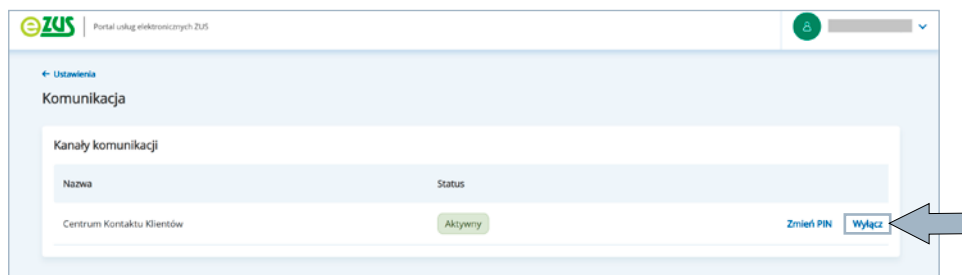 eZUS Portal usług elektronicznych ZUS
← Ustawienia
Komunikacja
Kanały komunikacji
Nazwa Status
Centrum Kontaktu Klientów Aktywny Zmień PIN Wyłącz